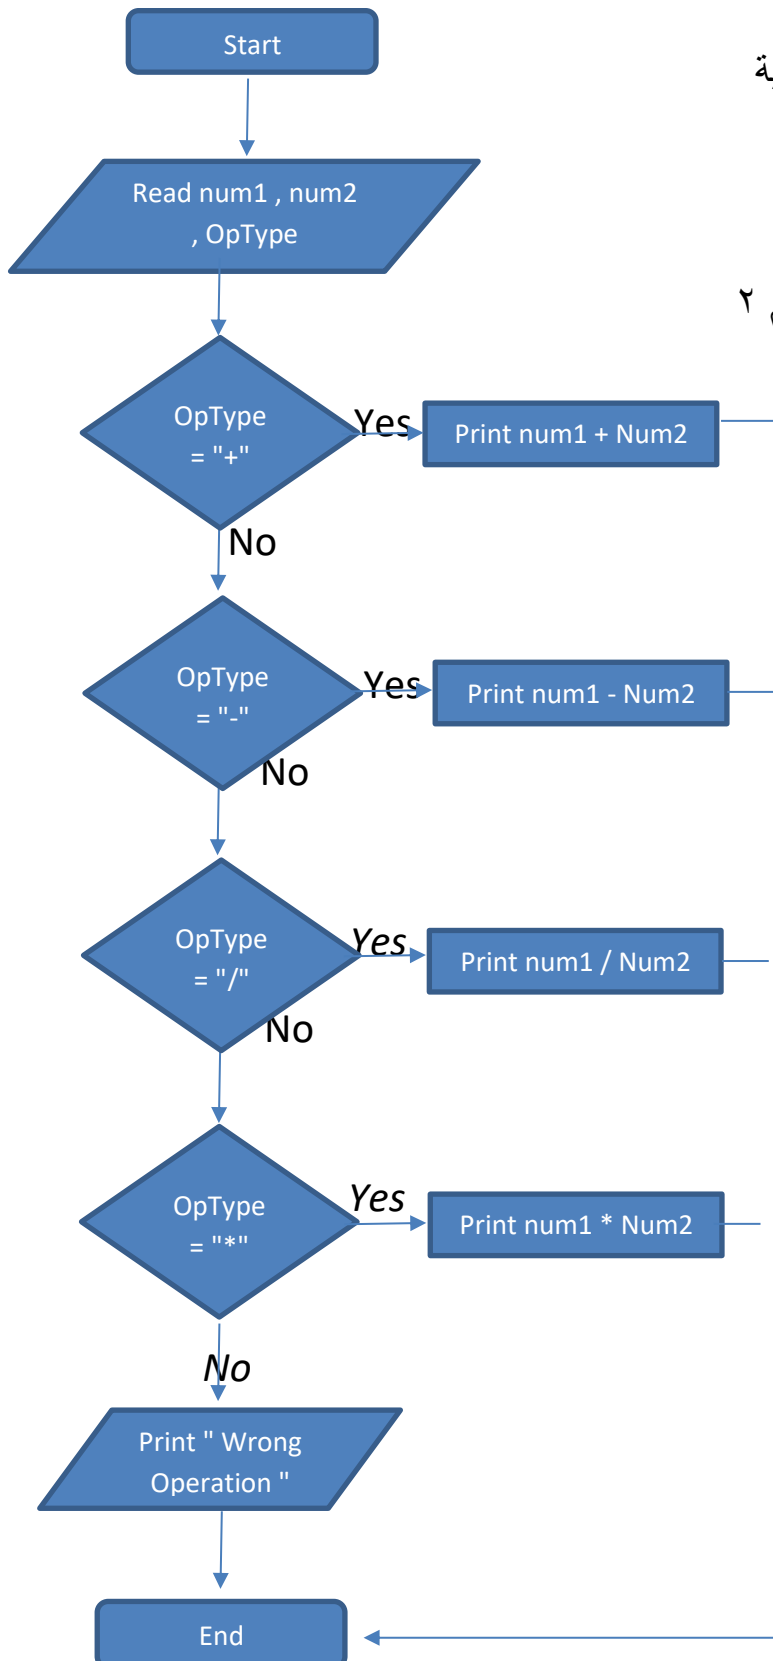 Start
Read num1 , num2
, OpType
٢
OpType
= "+"
Yes
Print num1 + Num2
No
OpType
= "-"
Yes
Print num1 - Num2
No
OpType
= "/"
Yes
Print num1 / Num2
No
OpType
= "*"
Yes
Print num1 * Num2
No
Print " Wrong
Operation "
End